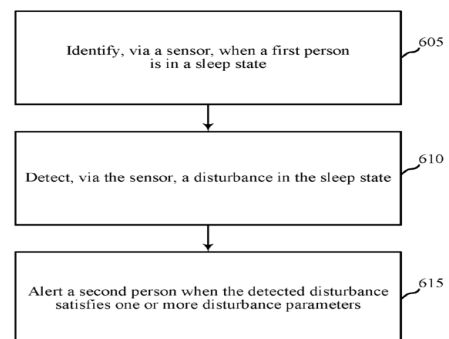 Identify, via a sensor, when a first person
is in a sleep state
605
Detect, via the sensor, a disturbance in the sleep state
610
Alert a second person when the detected disturbance
satisfies one or more disturbance parameters
615